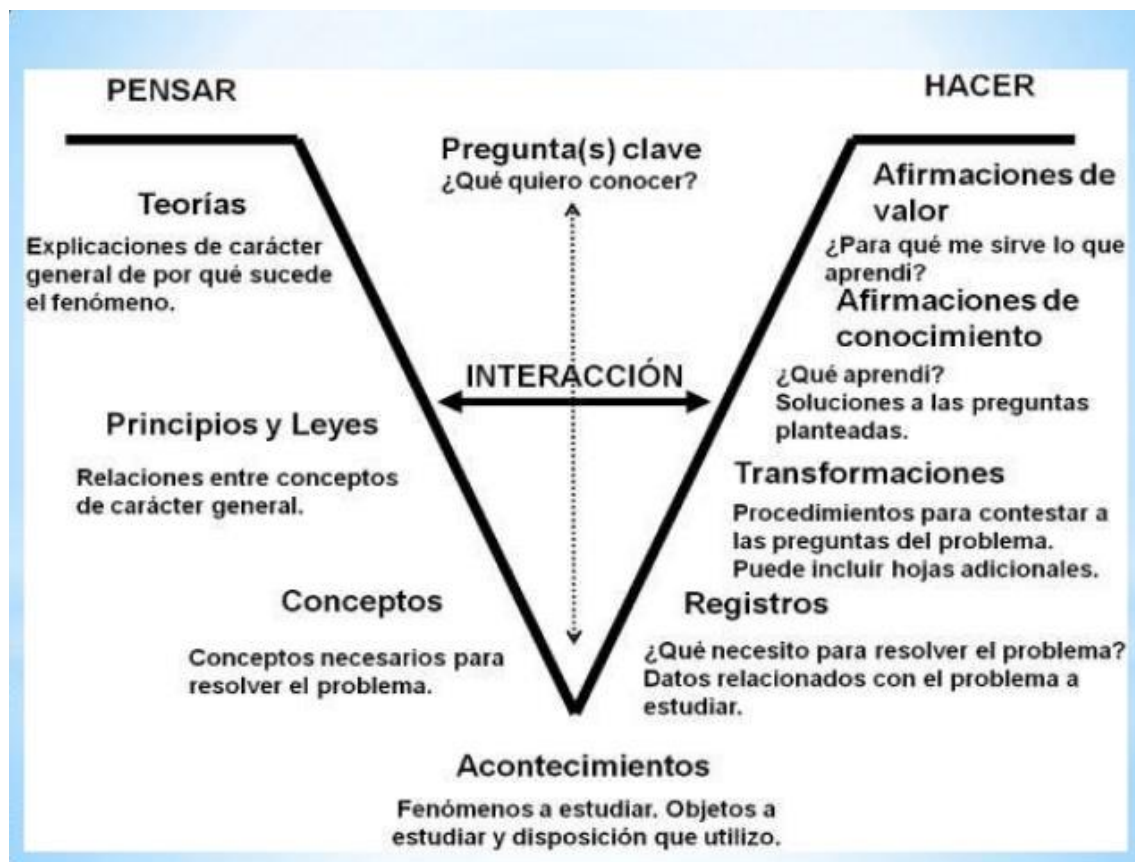 PENSAR
HACER
Pregunta(s) clave
¿Qué quiero conocer?
Teorías
Explicaciones de carácter
general de por qué sucede
el fenómeno.
INTERACCIÓN
Principios y Leyes
Relaciones entre conceptos
de carácter general.
Conceptos
Conceptos necesarios para
resolver el problema.
Afirmaciones de
valor
¿Para qué me sirve lo que
aprendi?
Afirmaciones de
conocimiento
¿Qué aprendi?
Soluciones a las preguntas
planteadas.
Transformaciones
Procedimientos para contestar a
las preguntas del problema.
Puede incluir hojas adicionales.
Registros
¿Qué necesito para resolver el problema?
Datos relacionados con el problema a
estudiar.
Acontecimientos
Fenómenos a estudiar. Objetos a
estudiar y disposición que utilizo.